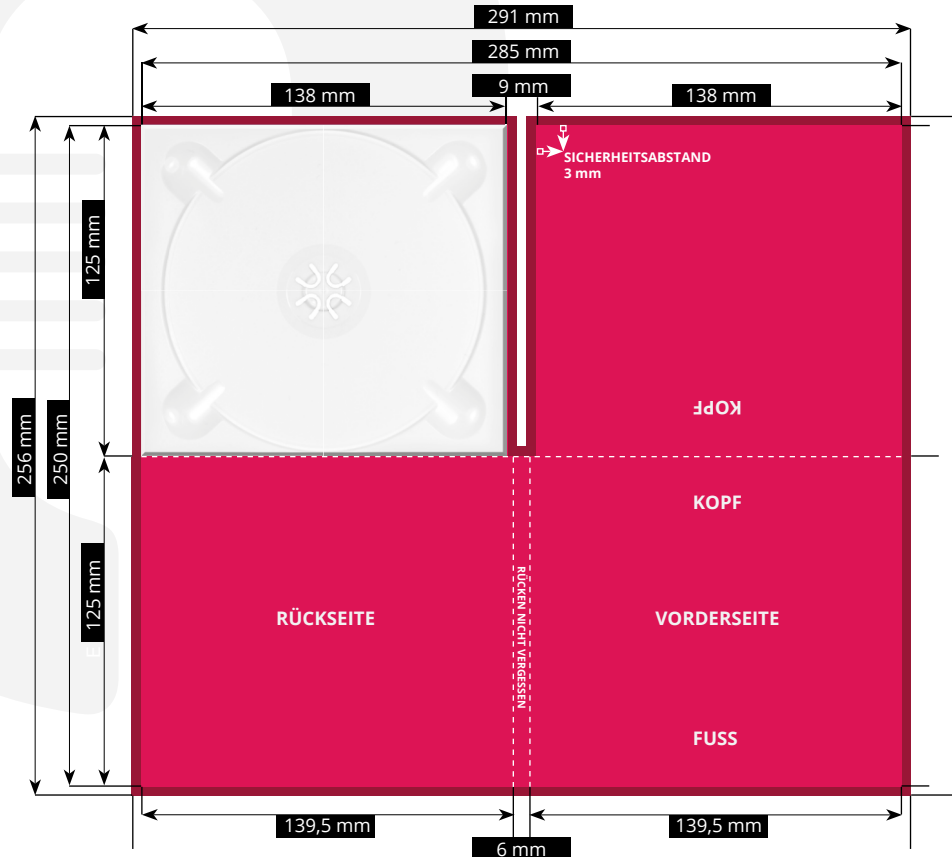 291 mm
285 mm
9 mm
138 mm
138 mm
SICHERHEITSABSTAND
3 mm
125 mm
KOPF
256 mm
250 mm
KOPF
125 mm
RÜCKEN NICHT VERGESSEN
RÜCKSEITE
VORDERSEITE
E
FUSS
139,5 mm
139,5 mm
6 mm